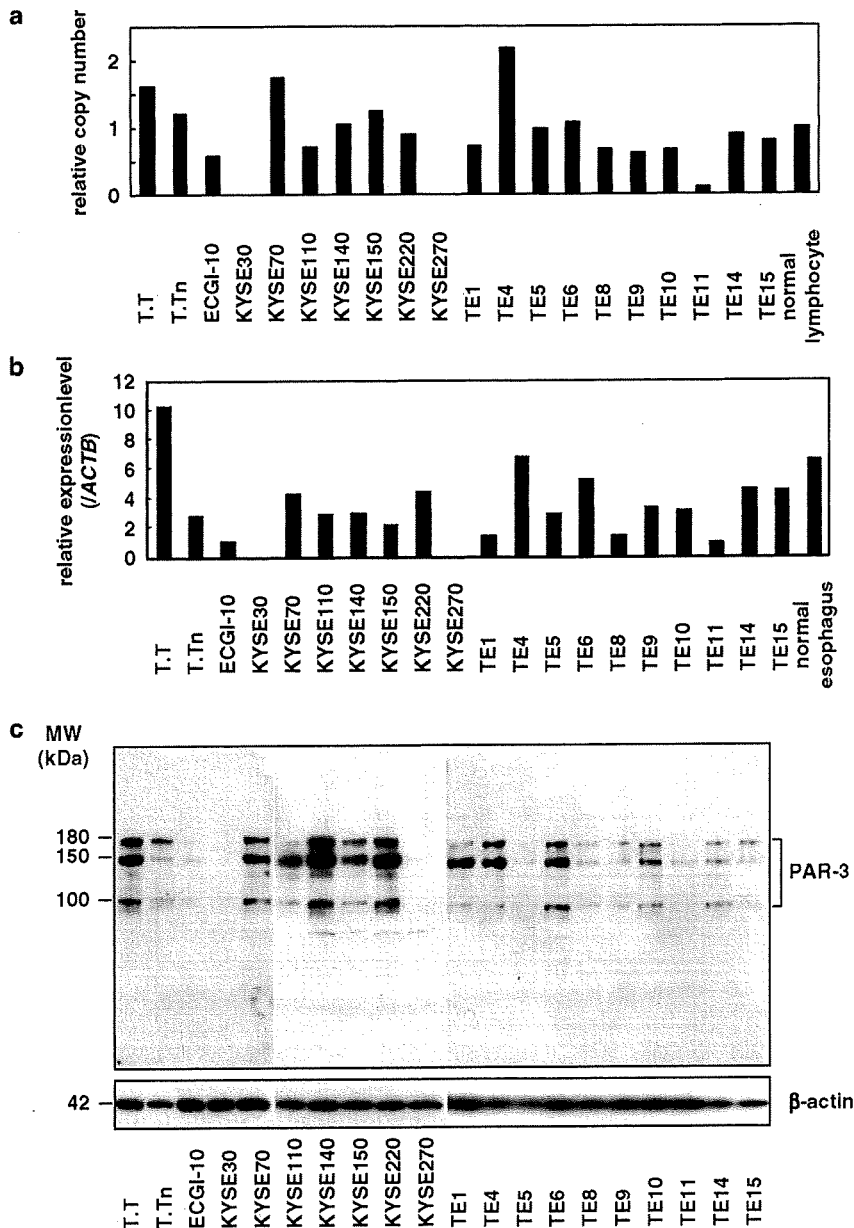 a
relative copy number
2
1
0
T.T
T.Tn
ECGI-10
KYSE30
KYSE70
KYSE110
KYSE140
KYSE150
KYSE220
KYSE270
TE1
TE4
TE5
TE6
TE8
TE9
TE10
TE11
TE14
TE15
normal
lymphocyte
b
relative expressionlevel
(/ACTB)
12
10
8
6
4
2
0
T.T
T.Tn
ECGI-10
KYSE30
KYSE70
KYSE110
KYSE140
KYSE150
KYSE220
KYSE270
TE1
TE4
TE5
TE6
TE8
TE9
TE10
TE11
TE14
TE15
normal
esophagus
c
MW
(kDa)
180
150
100
PAR-3
42
β-actin
T.T
T.Tn
ECGI-10
KYSE30
KYSE70
KYSE110
KYSE140
KYSE150
KYSE220
KYSE270
TE1
TE4
TE5
TE6
TE8
TE9
TE10
TE11
TE14
TE15